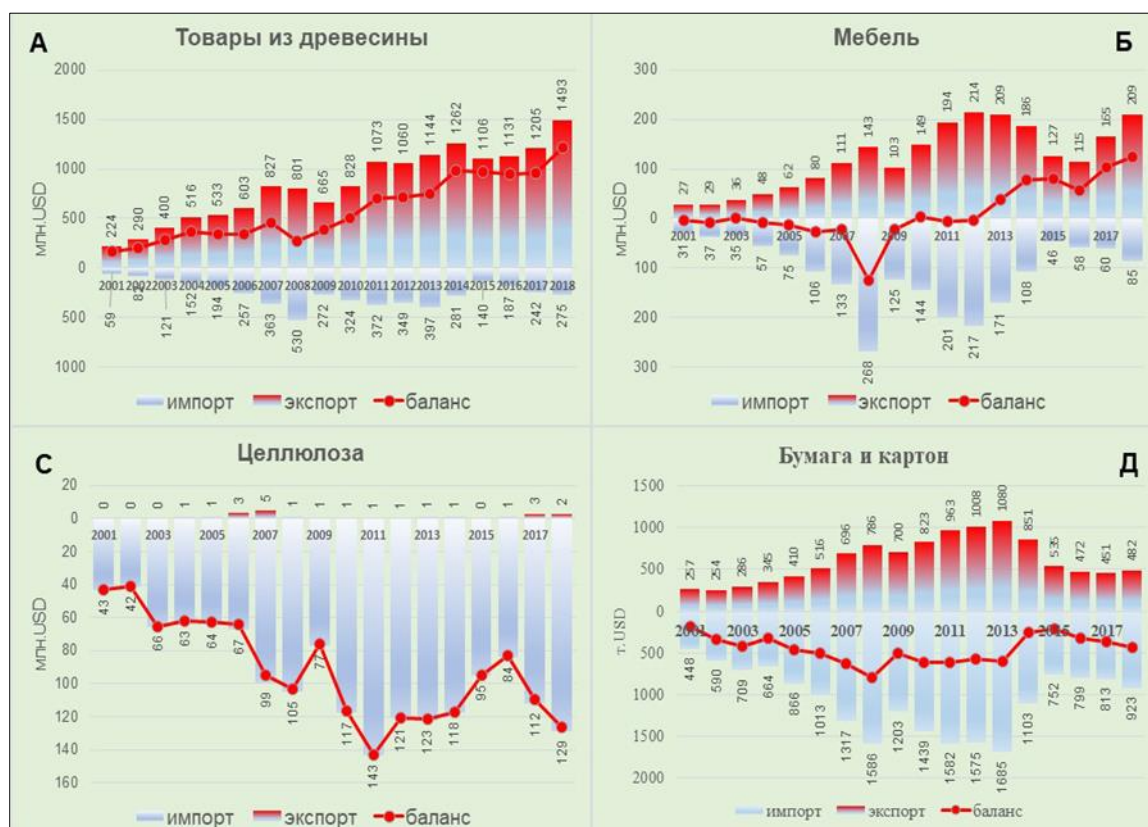 А
Товары из древесины
млн.USD
2000
1500
1000
500
0
500
1000
224 290 400 516 533 603 827 801 665 828 1073 1060 1144 1262 1106 1131 1205 1493
2001 2002 2003 2004 2005 2006 2007 2008 2009 2010 2011 2012 2013 2014 2015 2016 2017 2018
59 121 152 194 257 363 530 272 324 372 349 397 281 140 187 242 275
импорт экспорт баланс
Мебель
Б
млн.USD
300
200
100
0
100
200
300
27 29 36 48 62 80 111 143 103 149 194 214 209 186 127 115 165 209
2001 2003 2005 2007 2009 2011 2013 2015 2017
31 37 35 57 75 106 133 268 125 144 201 217 171 108 46 58 60 85
импорт экспорт баланс
С
Целлюлоза
млн.USD
20
0
20
40
60
80
100
120
140
160
0 0 0 1 1 3 5 1 1 1 1 1 1 1 0 1 3 2
2001 2003 2005 2007 2009 2011 2013 2015 2017
43 42 66 63 64 67 99 105 77 117 143 121 123 118 95 84 112 129
импорт экспорт баланс
Бумага и картон
Д
т.USD
1500
1000
500
0
500
1000
1500
2000
257 254 286 345 410 516 696 786 700 823 963 1008 1080 851 535 472 451 482
2001 2003 2005 2007 2009 2011 2013 2015 2017
448 590 709 664 866 1013 1317 1586 1203 1439 1582 1575 1685 1103 752 799 813 923
импорт экспорт баланс